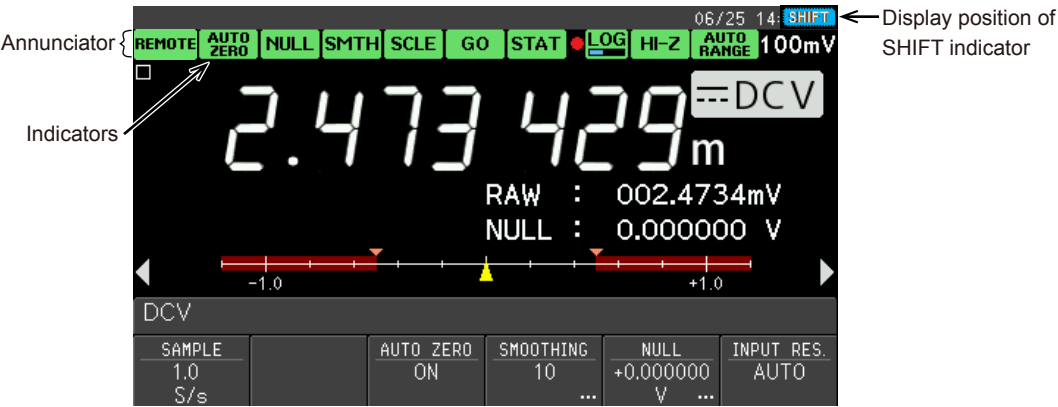 06/25 14: SHIFT
Display position of
SHIFT indicator
Annunciator
REMOTE AUTO ZERO NULL SMTH SCLE GO STAT LOG HI-Z AUTO RANGE 100mV
Indicators
2.473 429 m
DCV
RAW : 002.4734mV
NULL : 0.000000 V
-1.0 +1.0
DCV
SAMPLE AUTO ZERO SMOOTHING NULL INPUT RES.
1.0 ON 10 +0.000000 AUTO
S/s ... V ...